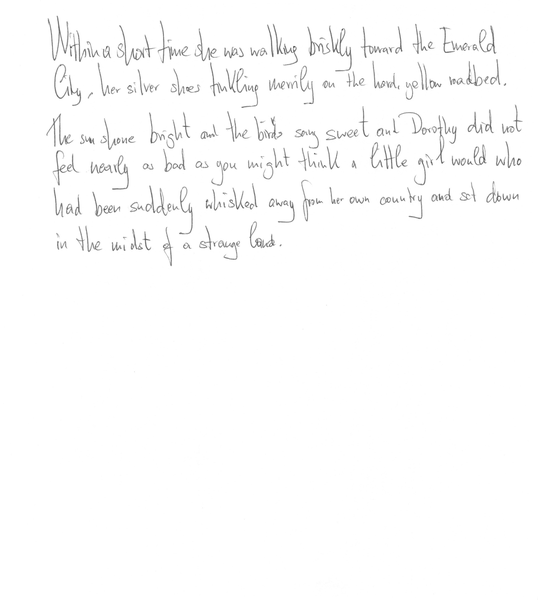 Within a short time she was walking briskly toward the Emerald
City, her silver shoes tinkling merrily on the hard, yellow roadbed.
The sun shone bright and the birds sang sweet and Dorothy did not
feel nearly as bad as you might think a little girl would who
had been suddenly whisked away from her own country and set down
in the midst of a strange land.